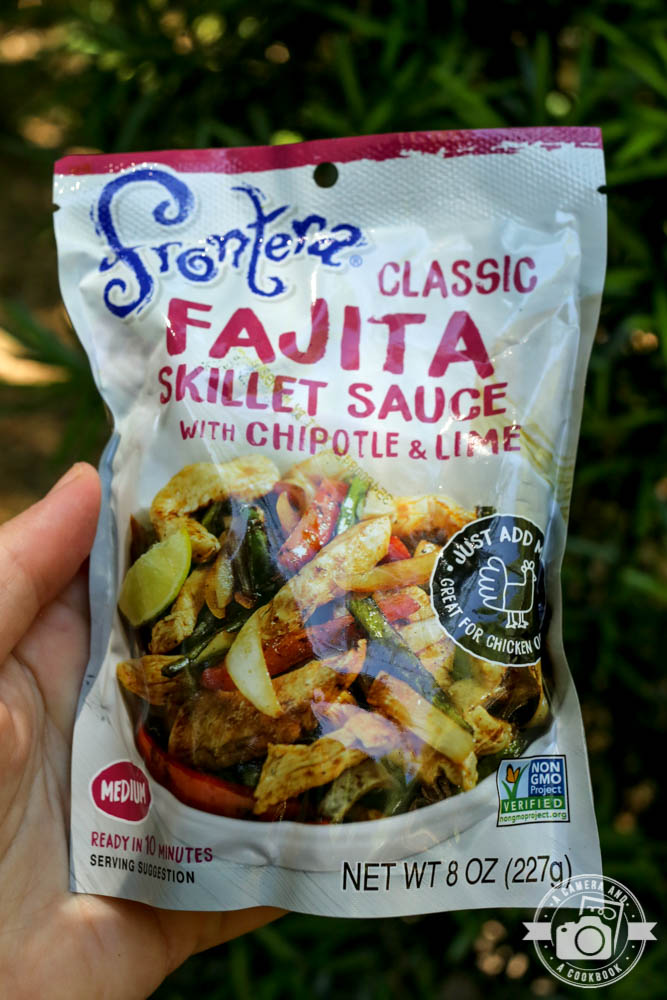 Frontera®
CLASSIC
FAJITA
SKILLET SAUCE
WITH CHIPOTLE & LIME
JUST ADD
GREAT FOR CHICKEN
MEDIUM
READY IN 10 MINUTES
SERVING SUGGESTION
NON
GMO
Project
VERIFIED
nongmoproject.org
NET WT 8 OZ (227g)
A CAMERA AND
A COOKBOOK